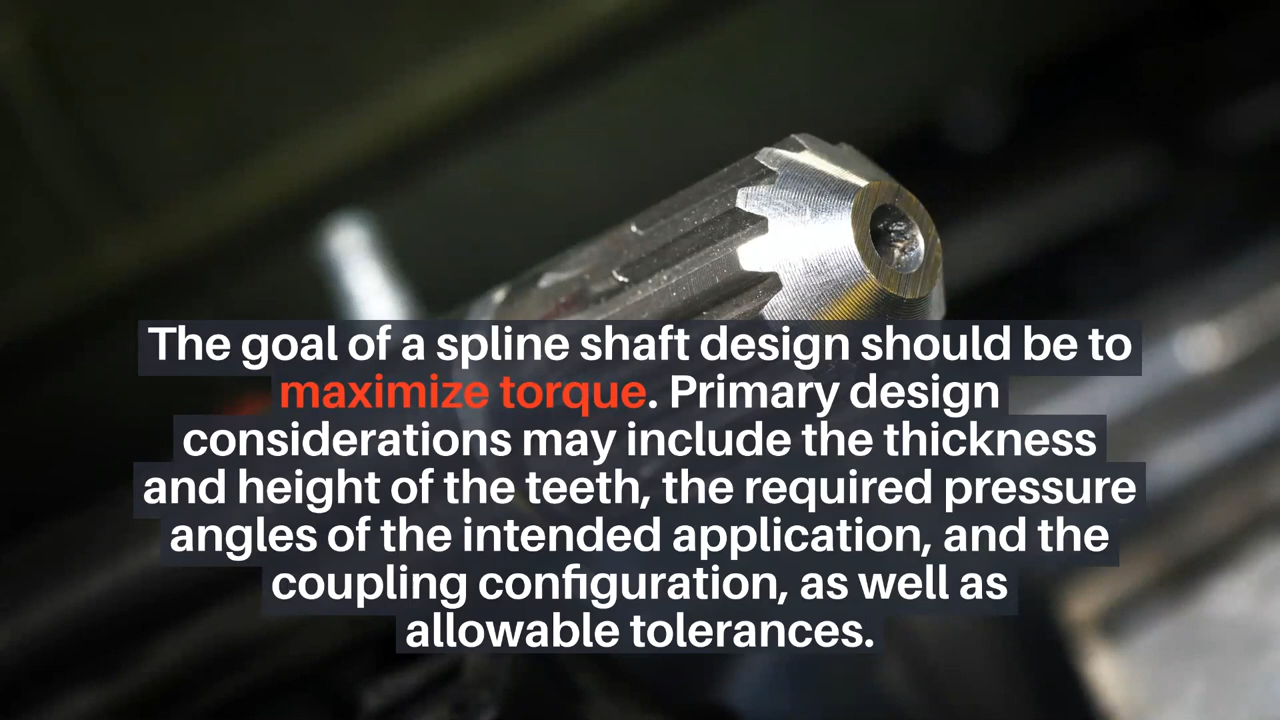 The goal of a spline shaft design should be to
maximize torque. Primary design
considerations may include the thickness
and height of the teeth, the required pressure
angles of the intended application, and the
coupling configuration, as well as
allowable tolerances.